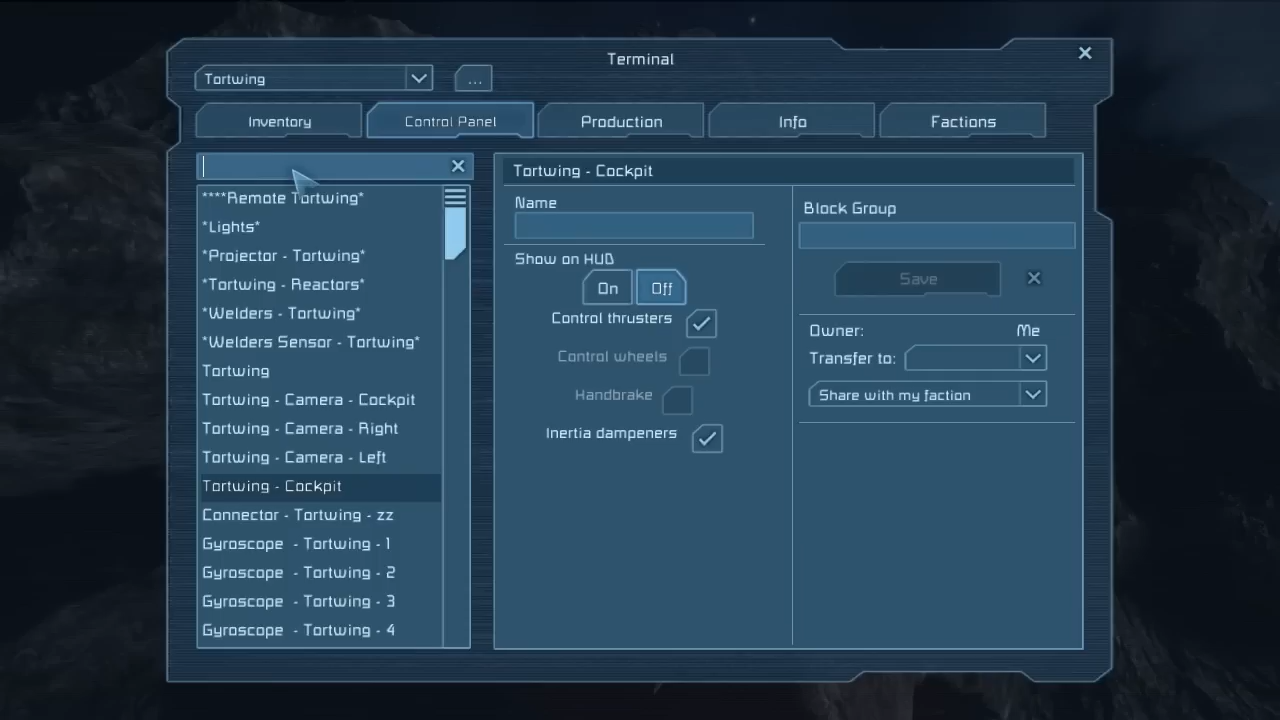 Terminal
Tortwing
...
Inventory
Control Panel
Production
Info
Factions
****Remote Tortwing*
*Lights*
*Projector - Tortwing*
*Tortwing - Reactors*
*Welders - Tortwing*
*Welders Sensor - Tortwing*
Tortwing
Tortwing - Camera - Cockpit
Tortwing - Camera - Right
Tortwing - Camera - Left
Tortwing - Cockpit
Connector - Tortwing - zz
Gyroscope - Tortwing - 1
Gyroscope - Tortwing - 2
Gyroscope - Tortwing - 3
Gyroscope - Tortwing - 4
Tortwing - Cockpit
Name
Show on HUD
On
Off
Control thrusters
Control wheels
Handbrake
Inertia dampeners
Block Group
Save
Owner: Me
Transfer to:
Share with my faction